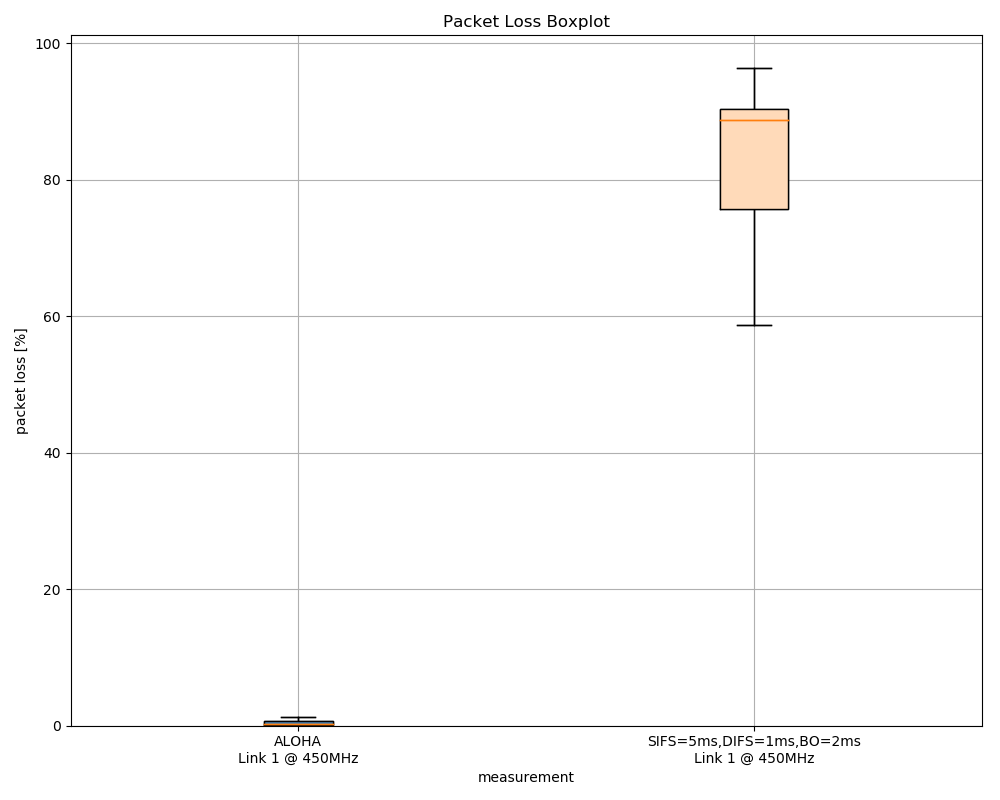 Packet Loss Boxplot
100
80
60
40
20
0
packet loss [%]
ALOHA
Link 1 @ 450MHz
SIFS=5ms,DIFS=1ms,BO=2ms
Link 1 @ 450MHz
measurement